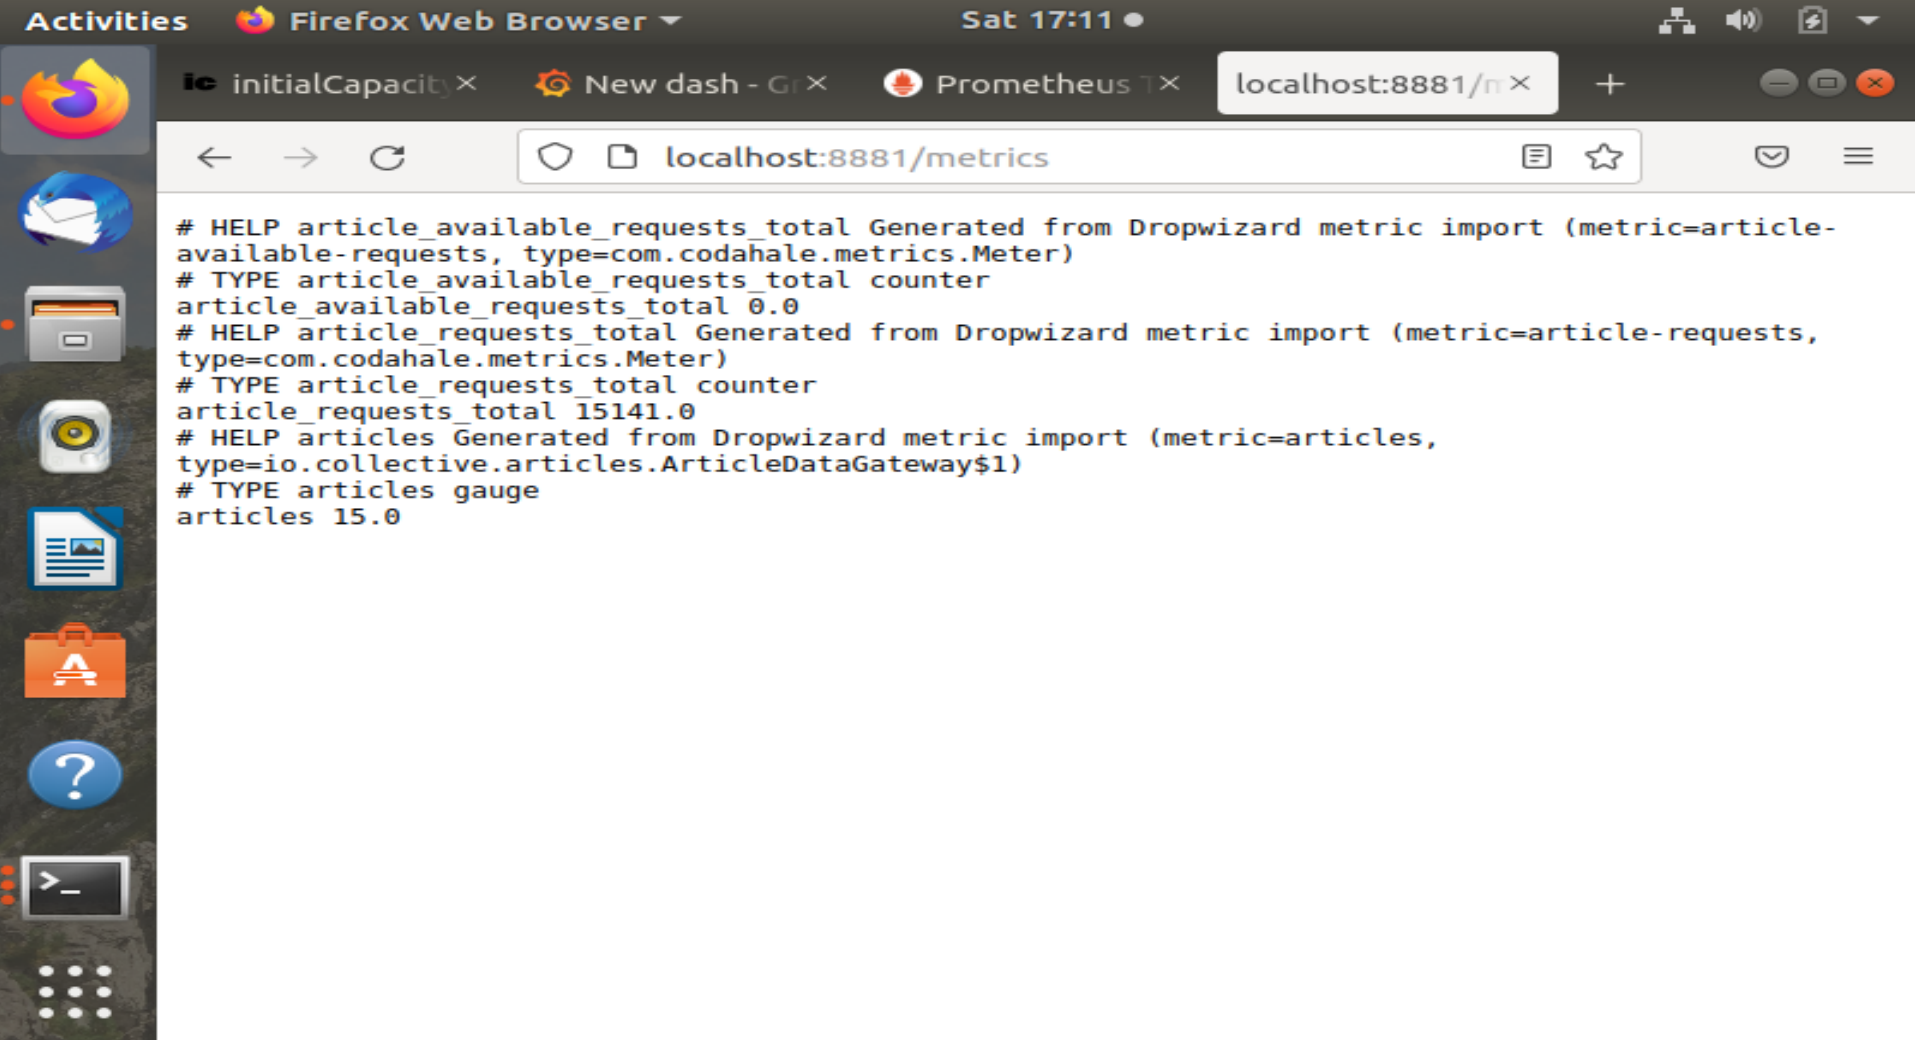 Activities Firefox Web Browser Sat 17:11
ic initialCapacity New dash - Gr Prometheus T localhost:8881/m
localhost:8881/metrics
# HELP article_available_requests_total Generated from Dropwizard metric import (metric=article-
available-requests, type=com.codahale.metrics.Meter)
# TYPE article_available_requests_total counter
article_available_requests_total 0.0
# HELP article_requests_total Generated from Dropwizard metric import (metric=article-requests,
type=com.codahale.metrics.Meter)
# TYPE article_requests_total counter
article_requests_total 15141.0
# HELP articles Generated from Dropwizard metric import (metric=articles,
type=io.collective.articles.ArticleDataGateway$1)
# TYPE articles gauge
articles 15.0